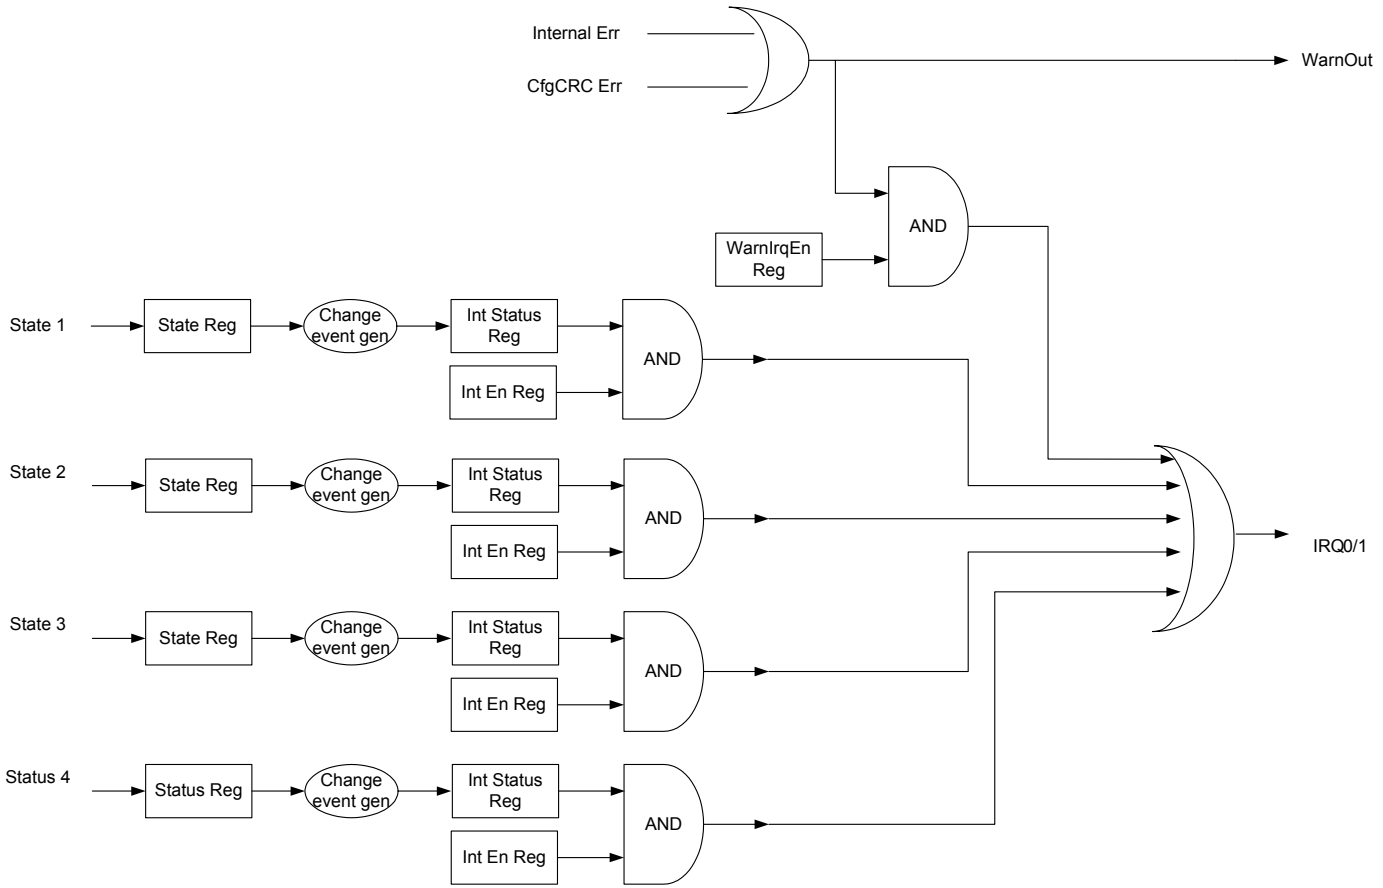 Internal Err
WarnOut
CfgCRC Err
AND
WarnIrqEn
Reg
State 1
State Reg
Change
event gen
Int Status
Reg
AND
Int En Reg
State 2
State Reg
Change
event gen
Int Status
Reg
AND
Int En Reg
IRQ0/1
State 3
State Reg
Change
event gen
Int Status
Reg
AND
Int En Reg
Status 4
Status Reg
Change
event gen
Int Status
Reg
AND
Int En Reg